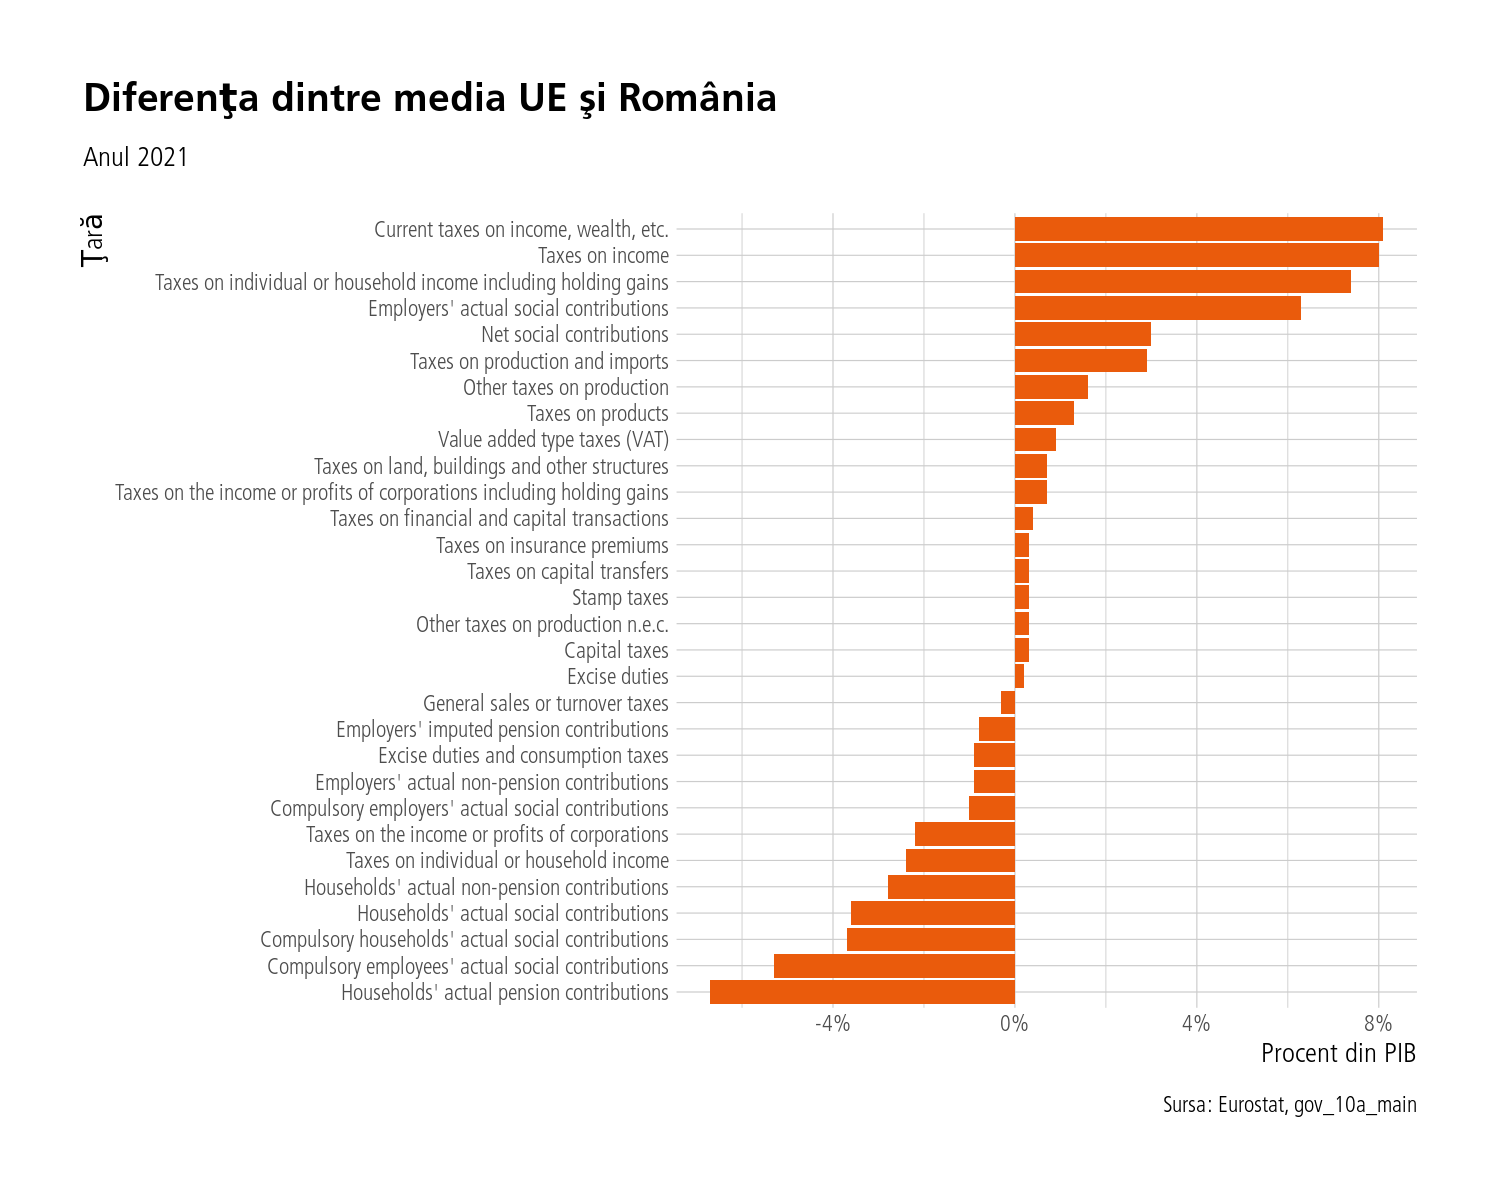 Diferenţa dintre media UE şi România
Anul 2021
Ţară
Current taxes on income, wealth, etc.
Taxes on income
Taxes on individual or household income including holding gains
Employers' actual social contributions
Net social contributions
Taxes on production and imports
Other taxes on production
Taxes on products
Value added type taxes (VAT)
Taxes on land, buildings and other structures
Taxes on the income or profits of corporations including holding gains
Taxes on financial and capital transactions
Taxes on insurance premiums
Taxes on capital transfers
Stamp taxes
Other taxes on production n.e.c.
Capital taxes
Excise duties
General sales or turnover taxes
Employers' imputed pension contributions
Excise duties and consumption taxes
Employers' actual non-pension contributions
Compulsory employers' actual social contributions
Taxes on the income or profits of corporations
Taxes on individual or household income
Households' actual non-pension contributions
Households' actual social contributions
Compulsory households' actual social contributions
Compulsory employees' actual social contributions
Households' actual pension contributions
-4% 0% 4% 8%
Procent din PIB
Sursa: Eurostat, gov_10a_main